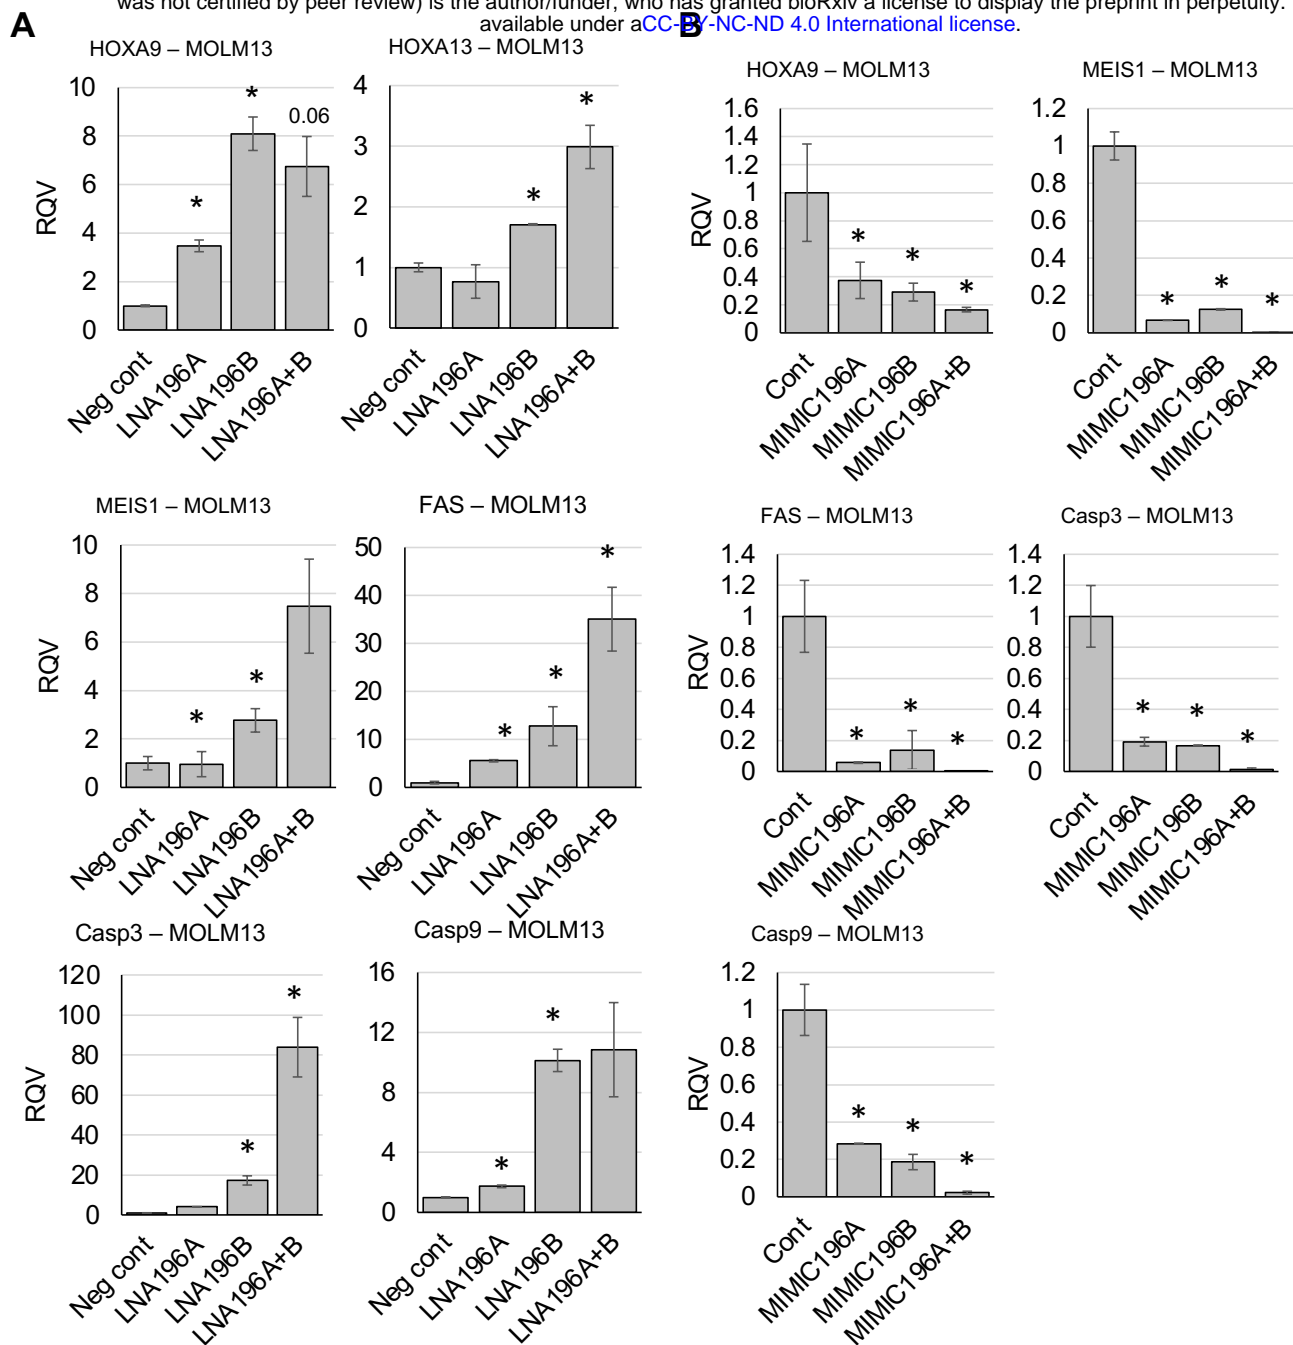 was not certified by peer review) is the author/funder, who has granted bioRxiv a license to display the preprint in perpetuity.
available under aCC-BY-NC-ND 4.0 International license.
A
B
HOXA9 – MOLM13
RQV
10
8
6
4
2
0
*
*
0.06
Neg cont
LNA196A
LNA196B
LNA196A+B
HOXA13 – MOLM13
4
3
2
1
0
*
*
Neg cont
LNA196A
LNA196B
LNA196A+B
HOXA9 – MOLM13
RQV
1.6
1.4
1.2
1
0.8
0.6
0.4
0.2
0
*
*
*
Cont
MIMIC196A
MIMIC196B
MIMIC196A+B
MEIS1 – MOLM13
1.2
1
0.8
0.6
0.4
0.2
0
*
*
*
Cont
MIMIC196A
MIMIC196B
MIMIC196A+B
MEIS1 – MOLM13
RQV
10
8
6
4
2
0
*
*
Neg cont
LNA196A
LNA196B
LNA196A+B
FAS – MOLM13
50
40
30
20
10
0
*
*
*
Neg cont
LNA196A
LNA196B
LNA196A+B
FAS – MOLM13
RQV
1.4
1.2
1
0.8
0.6
0.4
0.2
0
*
*
*
Cont
MIMIC196A
MIMIC196B
MIMIC196A+B
Casp3 – MOLM13
1.4
1.2
1
0.8
0.6
0.4
0.2
0
*
*
*
Cont
MIMIC196A
MIMIC196B
MIMIC196A+B
Casp3 – MOLM13
RQV
120
100
80
60
40
20
0
*
*
Neg cont
LNA196A
LNA196B
LNA196A+B
Casp9 – MOLM13
16
12
8
4
0
*
*
Neg cont
LNA196A
LNA196B
LNA196A+B
Casp9 – MOLM13
RQV
1.2
1
0.8
0.6
0.4
0.2
0
*
*
*
Cont
MIMIC196A
MIMIC196B
MIMIC196A+B